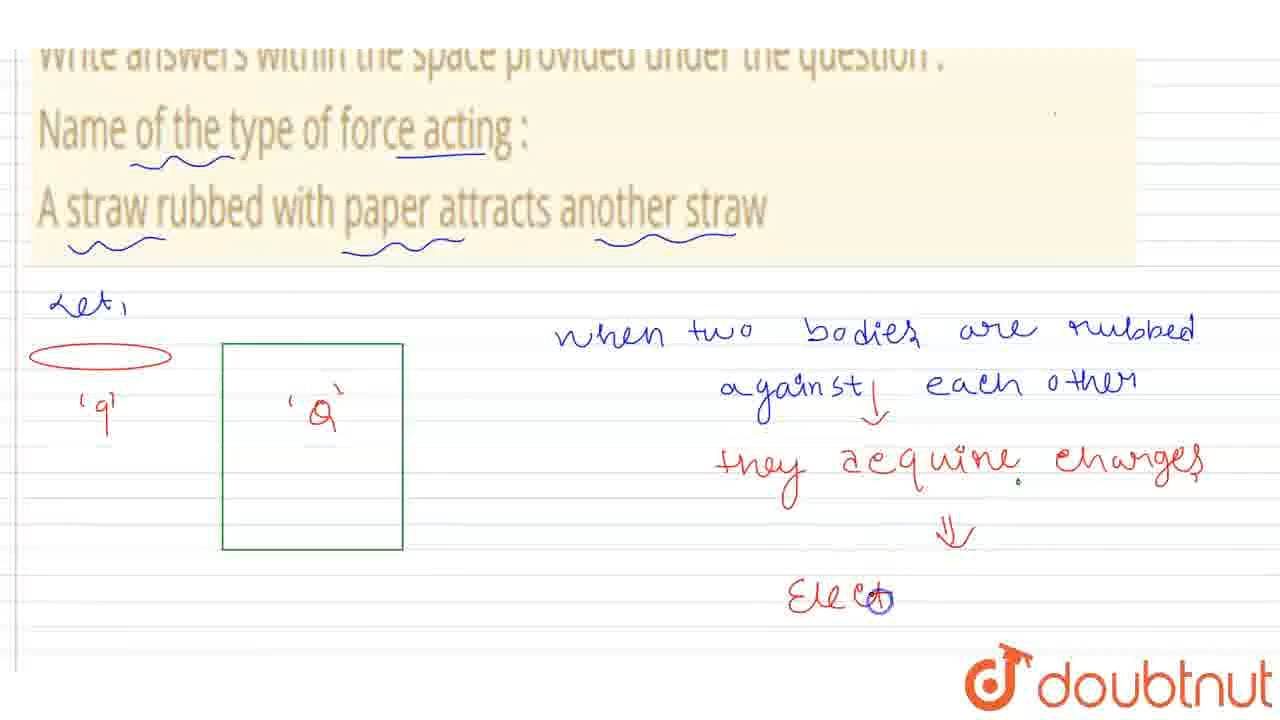 Write answers within the space provided under the question :
Name of the type of force acting :
A straw rubbed with paper attracts another straw
Let,
'q'
'Q'
when two bodies are rubbed
against each other
they acquire charges
Elect
doubtnut